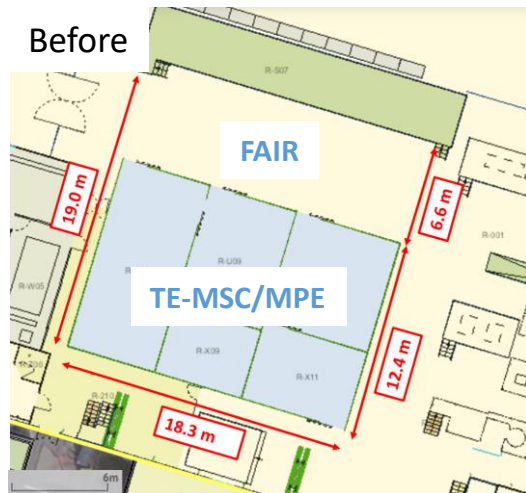 Before
R-507
FAIR
19.0 m
6.6 m
R-001
R-U09
R-W05
TE-MSC/MPE
R-X09
R-X11
12.4 m
R-210
18.3 m
6m